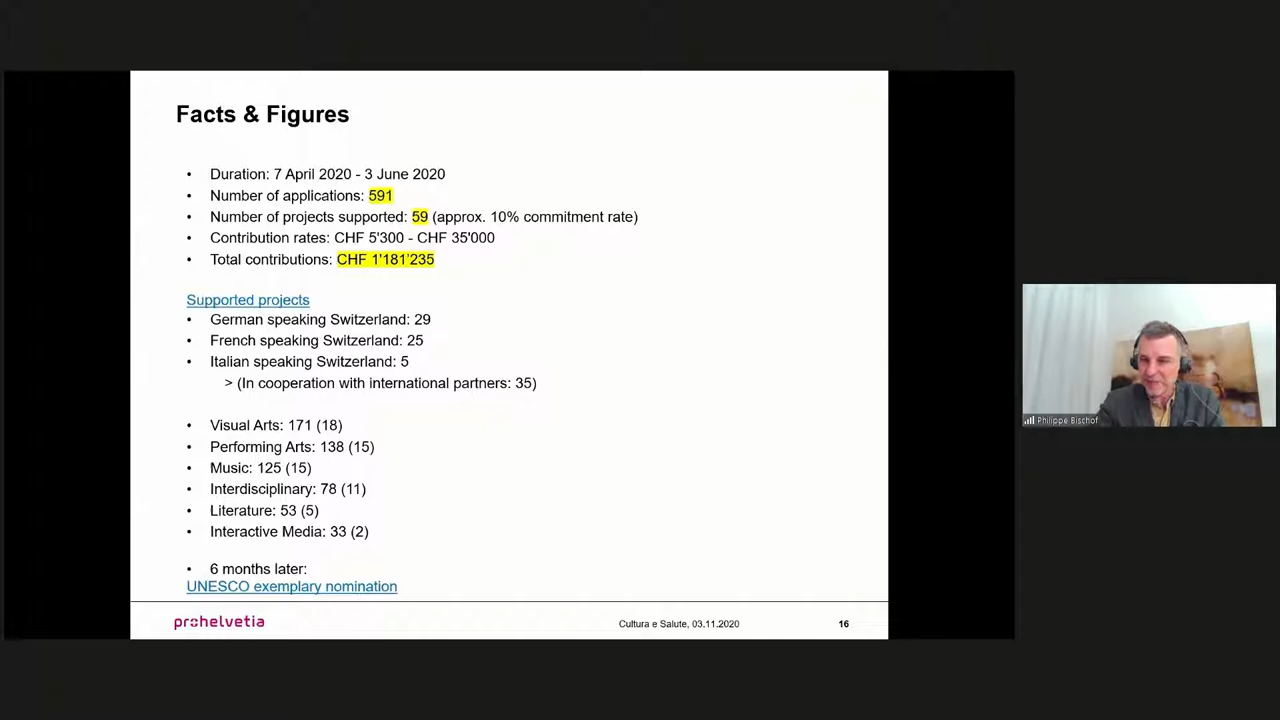 Facts & Figures
• Duration: 7 April 2020 - 3 June 2020
• Number of applications: 591
• Number of projects supported: 59 (approx. 10% commitment rate)
• Contribution rates: CHF 5'300 - CHF 35'000
• Total contributions: CHF 1'181’235
Supported projects
• German speaking Switzerland: 29
• French speaking Switzerland: 25
• Italian speaking Switzerland: 5
> (In cooperation with international partners: 35)
• Visual Arts: 171 (18)
• Performing Arts: 138 (15)
• Music: 125 (15)
• Interdisciplinary: 78 (11)
• Literature: 53 (5)
• Interactive Media: 33 (2)
• 6 months later:
UNESCO exemplary nomination
prohelvetia
Cultura e Salute, 03.11.2020
16
Philippe Bischof